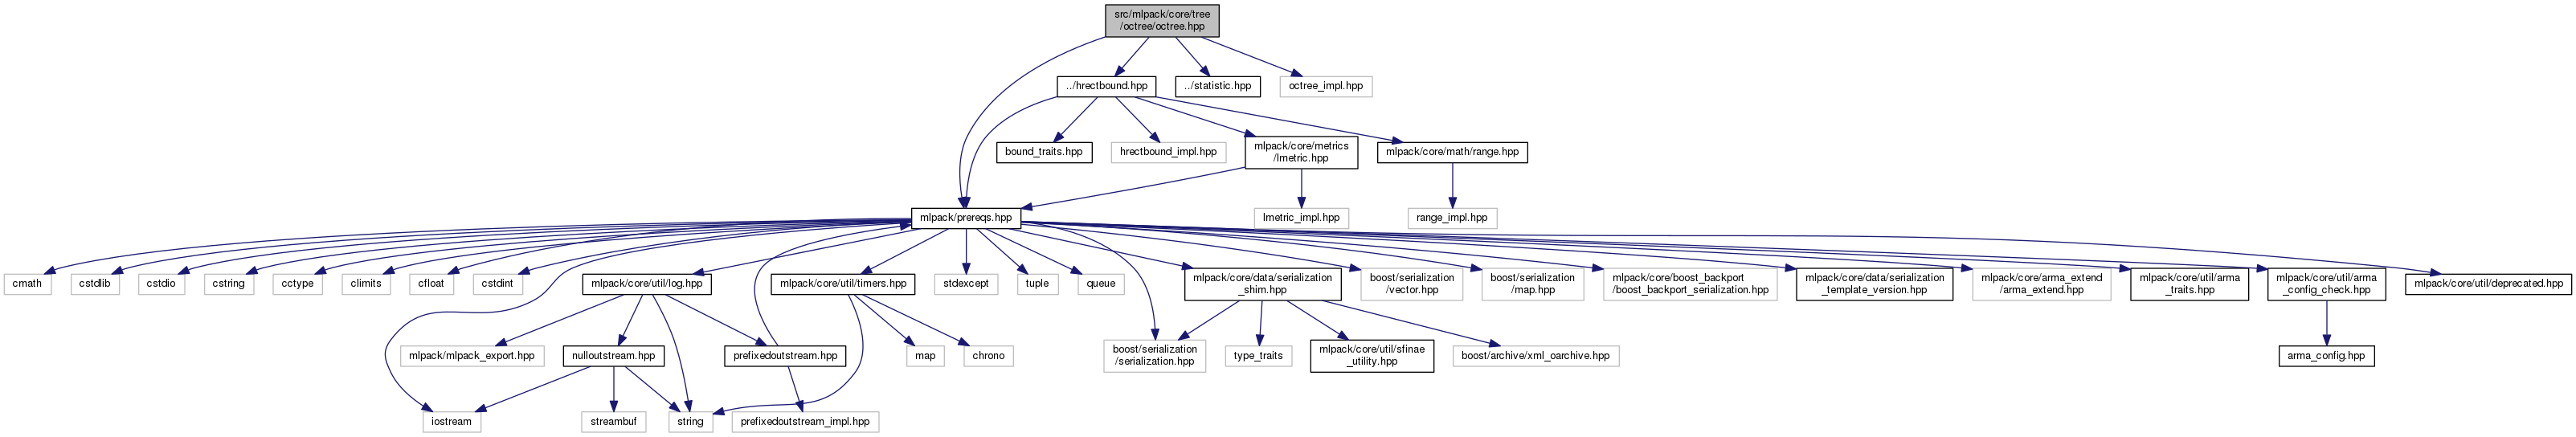 src/mlpack/core/tree
/octree/octree.hpp
../hrectbound.hpp
../statistic.hpp
octree_impl.hpp
bound_traits.hpp
hrectbound_impl.hpp
mlpack/core/metrics
/lmetric.hpp
mlpack/core/math/range.hpp
mlpack/prereqs.hpp
lmetric_impl.hpp
range_impl.hpp
cmath
cstdlib
cstdio
cstring
cctype
climits
cfloat
cstdint
mlpack/core/util/log.hpp
mlpack/core/util/timers.hpp
stdexcept
tuple
queue
mlpack/core/data/serialization
_shim.hpp
boost/serialization
/vector.hpp
boost/serialization
/map.hpp
mlpack/core/boost_backport
/boost_backport_serialization.hpp
mlpack/core/data/serialization
_template_version.hpp
mlpack/core/arma_extend
/arma_extend.hpp
mlpack/core/util/arma
_traits.hpp
mlpack/core/util/arma
_config_check.hpp
mlpack/core/util/deprecated.hpp
mlpack/mlpack_export.hpp
nulloutstream.hpp
prefixedoutstream.hpp
map
chrono
boost/serialization
/serialization.hpp
type_traits
mlpack/core/util/sfinae
_utility.hpp
boost/archive/xml_oarchive.hpp
arma_config.hpp
iostream
streambuf
string
prefixedoutstream_impl.hpp